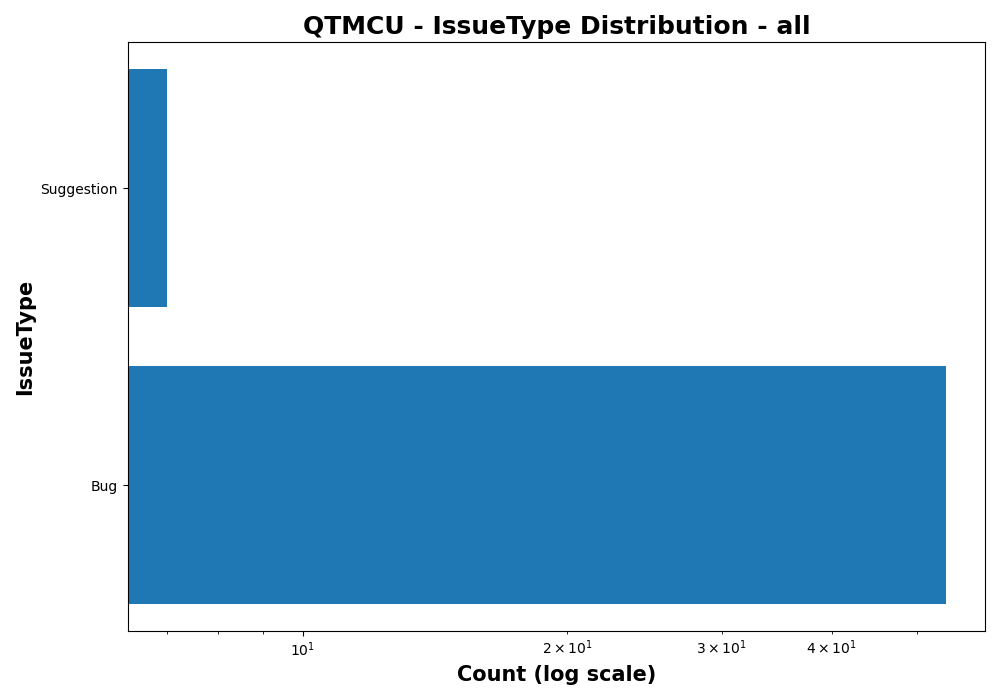 QTMCU - IssueType Distribution - all
Suggestion
IssueType
Bug
10¹
2 × 10¹
3 × 10¹
4 × 10¹
Count (log scale)